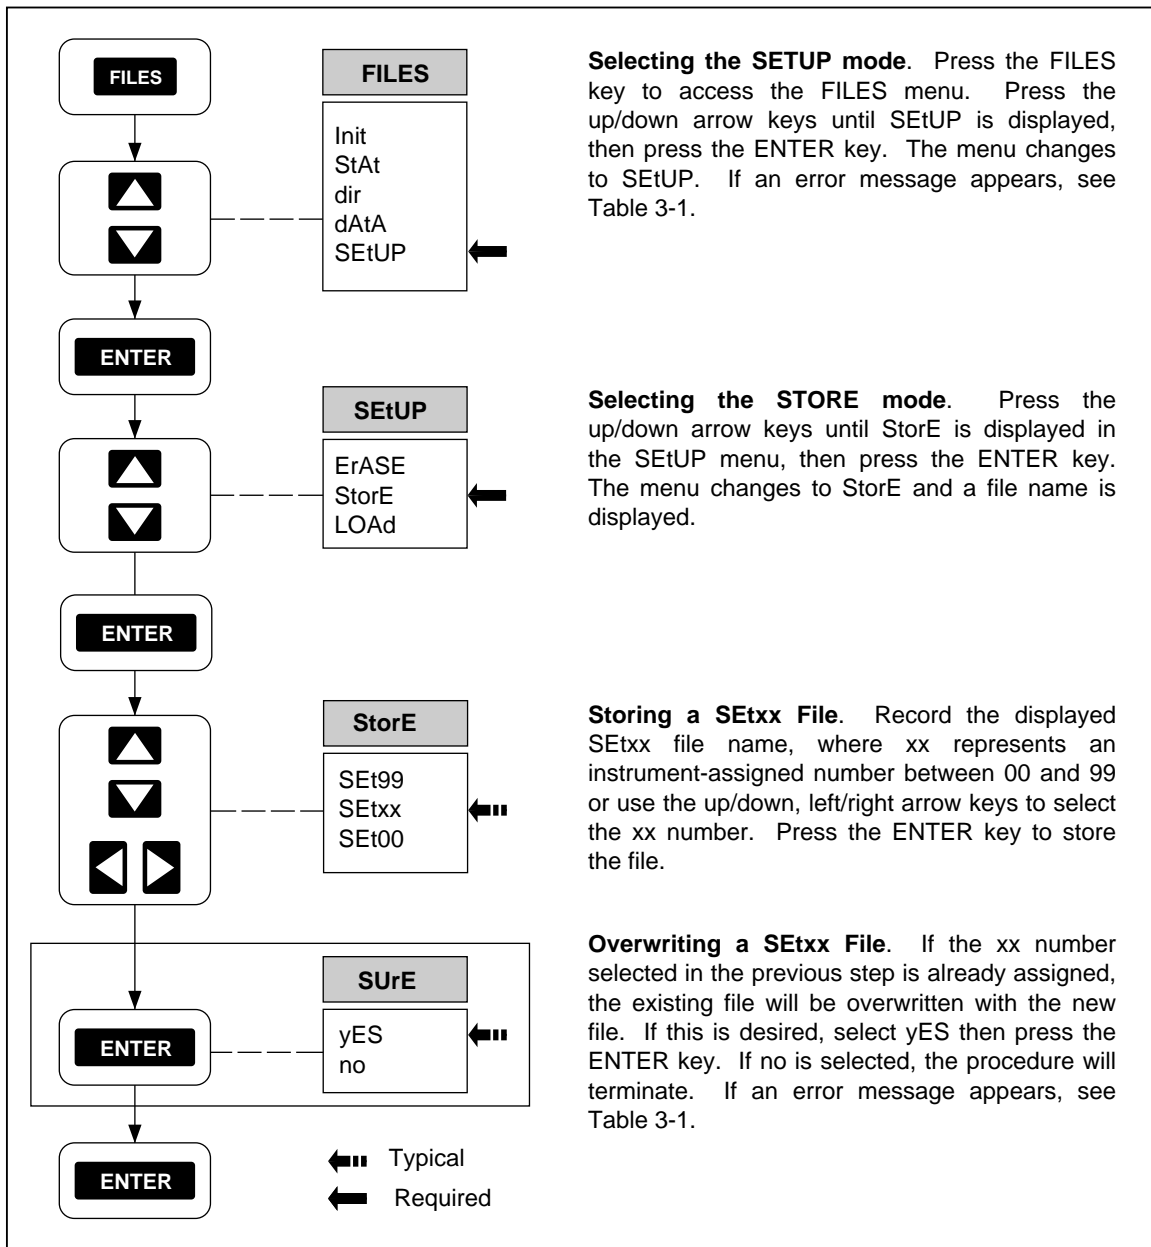 FILES
FILES
Init
StAt
dir
dAtA
SEtUP
Selecting the SETUP mode. Press the FILES
key to access the FILES menu. Press the
up/down arrow keys until SEtUP is displayed,
then press the ENTER key. The menu changes
to SEtUP. If an error message appears, see
Table 3-1.
ENTER
SEtUP
ErASE
StorE
LOAd
Selecting the STORE mode. Press the
up/down arrow keys until StorE is displayed in
the SEtUP menu, then press the ENTER key.
The menu changes to StorE and a file name is
displayed.
ENTER
StorE
SEt99
SEtxx
SEt00
Storing a SEtxx File. Record the displayed
SEtxx file name, where xx represents an
instrument-assigned number between 00 and 99
or use the up/down, left/right arrow keys to select
the xx number. Press the ENTER key to store
the file.
ENTER
SUrE
yES
no
Overwriting a SEtxx File. If the xx number
selected in the previous step is already assigned,
the existing file will be overwritten with the new
file. If this is desired, select yES then press the
ENTER key. If no is selected, the procedure will
terminate. If an error message appears, see
Table 3-1.
ENTER
Typical
Required